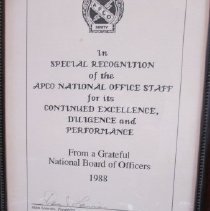 APCO
In
SPECIAL RECOGNITION
of the
APCO NATIONAL OFFICE STAFF
for its
CONTINUED EXCELLENCE,
DILIGENCE and
PERFORMANCE
From a Grateful
National Board of Officers
1988